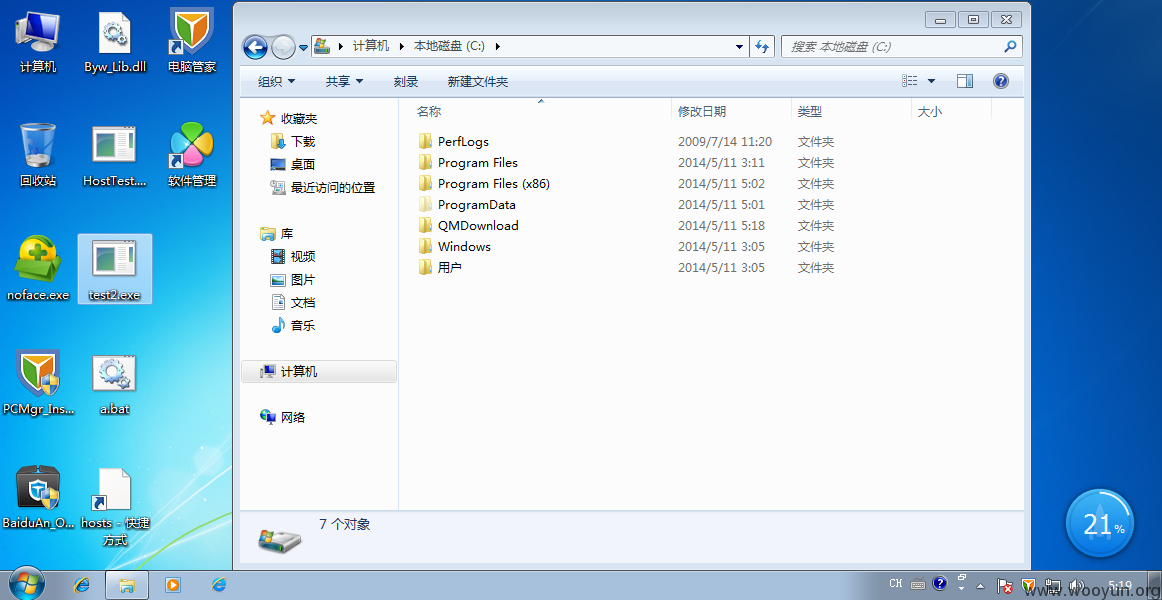 计算机
Byw_Lib.dll
电脑管家
回收站
HostTest....
软件管理
noface.exe
test2.exe
PCMgr_Ins...
a.bat
BaiduAn_O...
hosts - 快捷
方式
计算机 本地磁盘 (C:)
搜索 本地磁盘 (C:)
组织 共享 刻录 新建文件夹
收藏夹
下载
桌面
最近访问的位置
库
视频
图片
文档
音乐
计算机
网络
名称 修改日期 类型 大小
PerfLogs 2009/7/14 11:20 文件夹
Program Files 2014/5/11 3:11 文件夹
Program Files (x86) 2014/5/11 5:02 文件夹
ProgramData 2014/5/11 5:01 文件夹
QMDownload 2014/5/11 5:18 文件夹
Windows 2014/5/11 3:05 文件夹
用户 2014/5/11 3:05 文件夹
7 个对象
21%
CH
5:19
www.wooyun.org